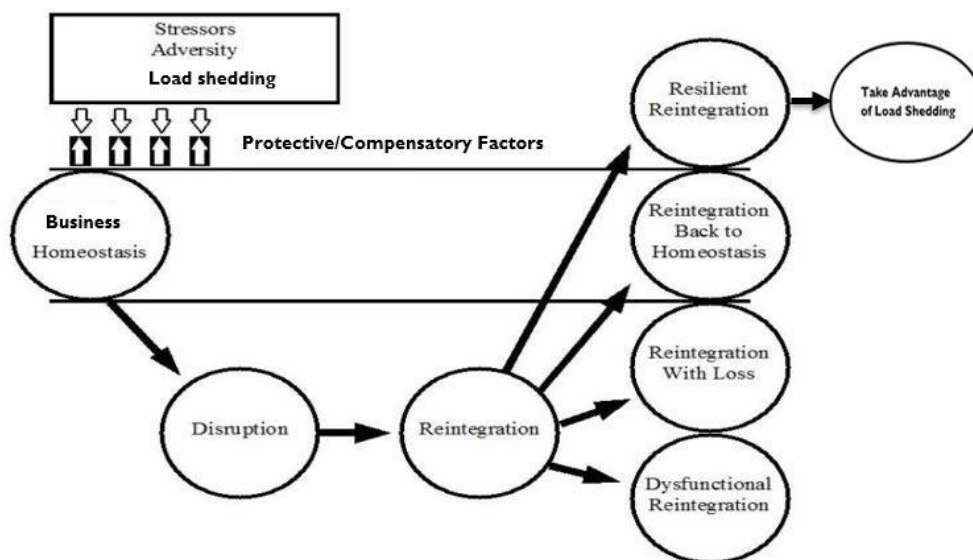 Stressors
Adversity
Load shedding
Protective/Compensatory Factors
Business
Homeostasis
Disruption
Reintegration
Resilient
Reintegration
Take Advantage
of Load Shedding
Reintegration
Back to
Homeostasis
Reintegration
With Loss
Dysfunctional
Reintegration